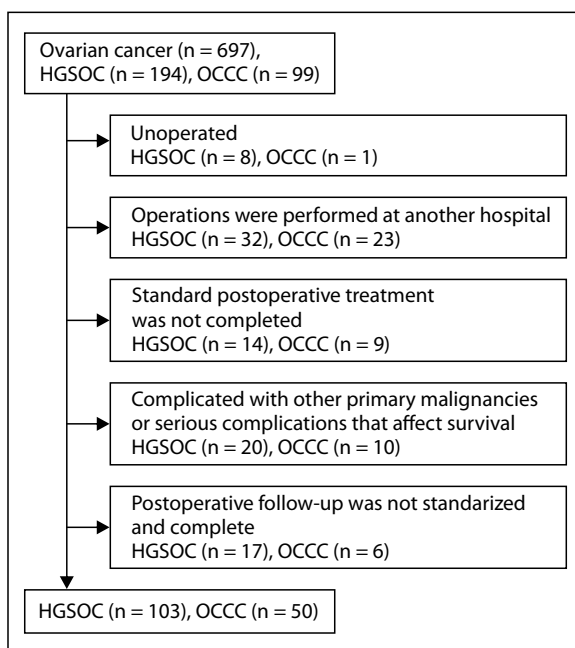 Ovarian cancer (n = 697),
HGSOC (n = 194), OCCC (n = 99)
Unoperated
HGSOC (n = 8), OCCC (n = 1)
Operations were performed at another hospital
HGSOC (n = 32), OCCC (n = 23)
Standard postoperative treatment
was not completed
HGSOC (n = 14), OCCC (n = 9)
Complicated with other primary malignancies
or serious complications that affect survival
HGSOC (n = 20), OCCC (n = 10)
Postoperative follow-up was not standarized
and complete
HGSOC (n = 17), OCCC (n = 6)
HGSOC (n = 103), OCCC (n = 50)